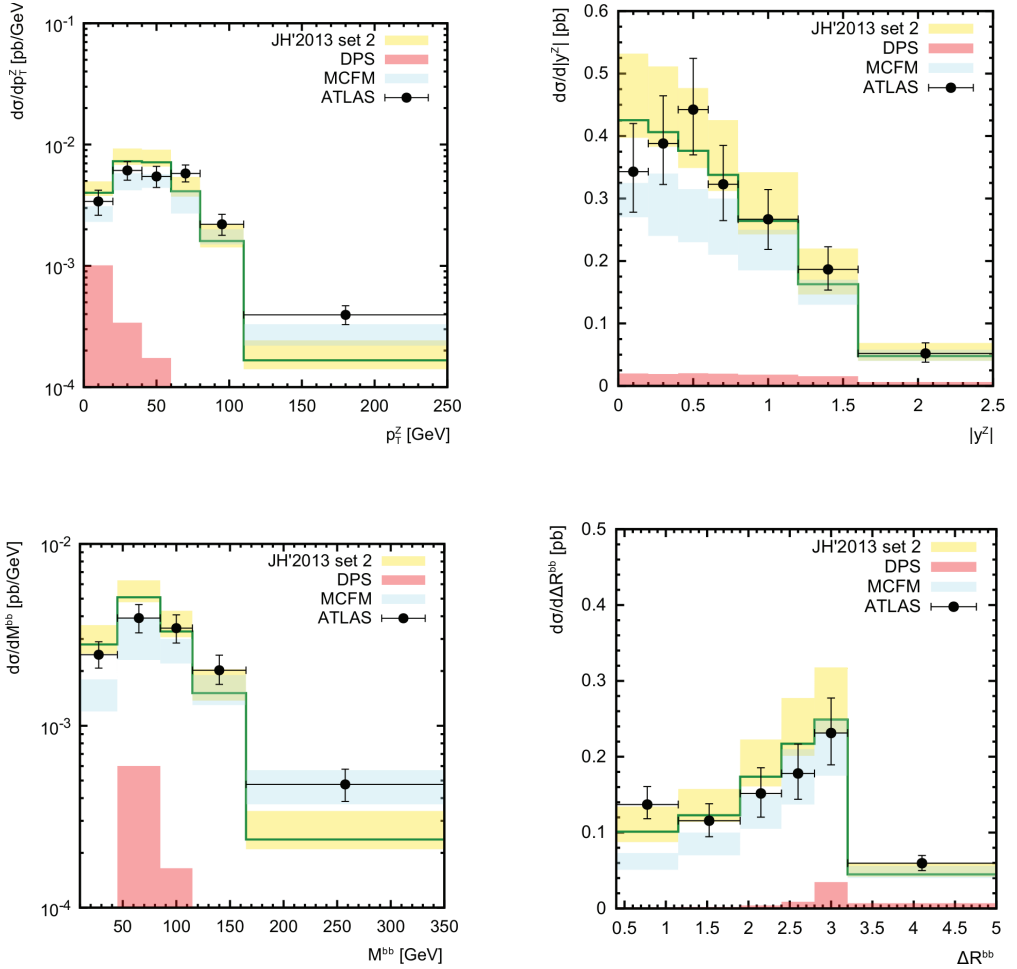 dσ/dp_T^Z [pb/GeV]
10^-1
10^-2
10^-3
10^-4
JH'2013 set 2
DPS
MCFM
ATLAS
0 50 100 150 200 250
p_T^Z [GeV]
dσ/d|y^Z| [pb]
0.6
0.5
0.4
0.3
0.2
0.1
0
JH'2013 set 2
DPS
MCFM
ATLAS
0 0.5 1 1.5 2 2.5
|y^Z|
dσ/dM^bb [pb/GeV]
10^-2
10^-3
10^-4
JH'2013 set 2
DPS
MCFM
ATLAS
50 100 150 200 250 300 350
M^bb [GeV]
dσ/dΔR^bb [pb]
0.5
0.4
0.3
0.2
0.1
0
JH'2013 set 2
DPS
MCFM
ATLAS
0.5 1 1.5 2 2.5 3 3.5 4 4.5 5
ΔR^bb